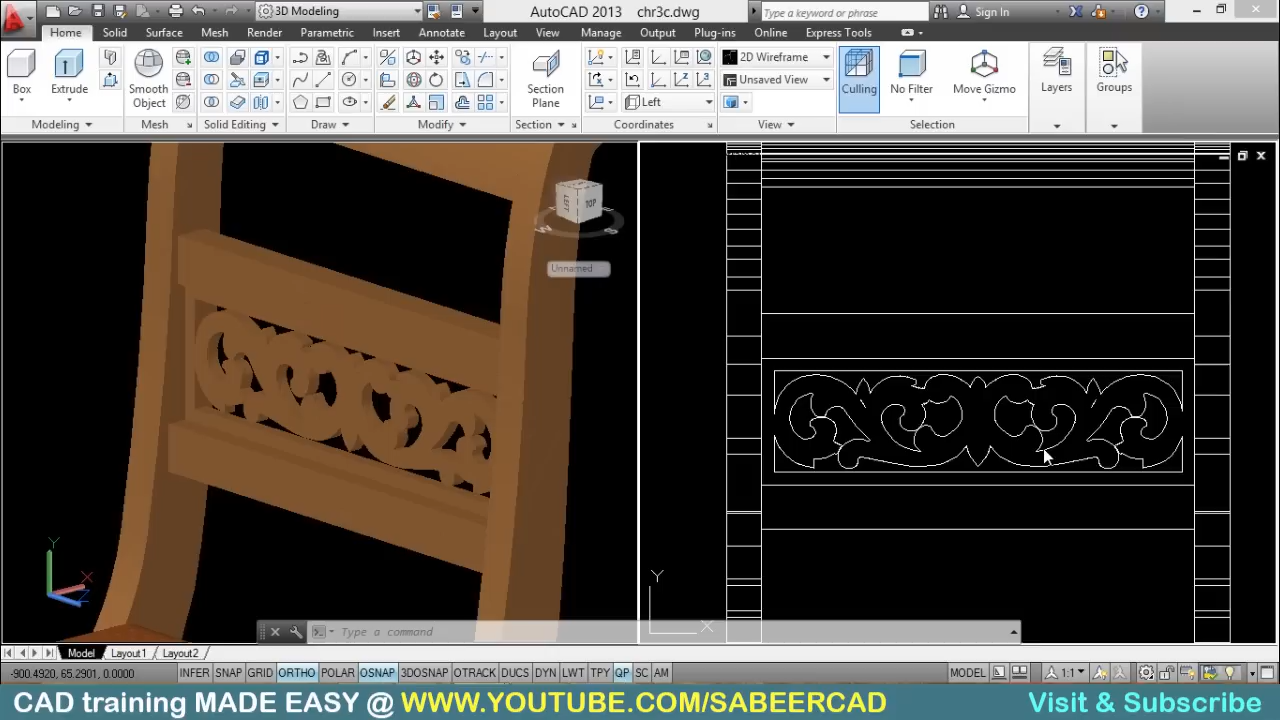 3D Modeling
AutoCAD 2013 chr3c.dwg
Type a keyword or phrase
Sign In
Home Solid Surface Mesh Render Parametric Insert Annotate Layout View Manage Output Plug-ins Online Express Tools
2D Wireframe
Unsaved View
Left
Box Extrude Smooth Object Section Plane Culling No Filter Move Gizmo Layers Groups
Modeling Mesh Solid Editing Draw Modify Section Coordinates View Selection
LEFT TOP
W S
Unnamed
Y X Z
Y X
Type a command
Model Layout1 Layout2
-900.4920, 65.2901, 0.0000 INFER SNAP GRID ORTHO POLAR OSNAP 3DOSNAP OTRACK DUCS DYN LWT TPY QP SC AM MODEL 1:1
CAD training MADE EASY @ WWW.YOUTUBE.COM/SABEERCAD Visit & Subscribe